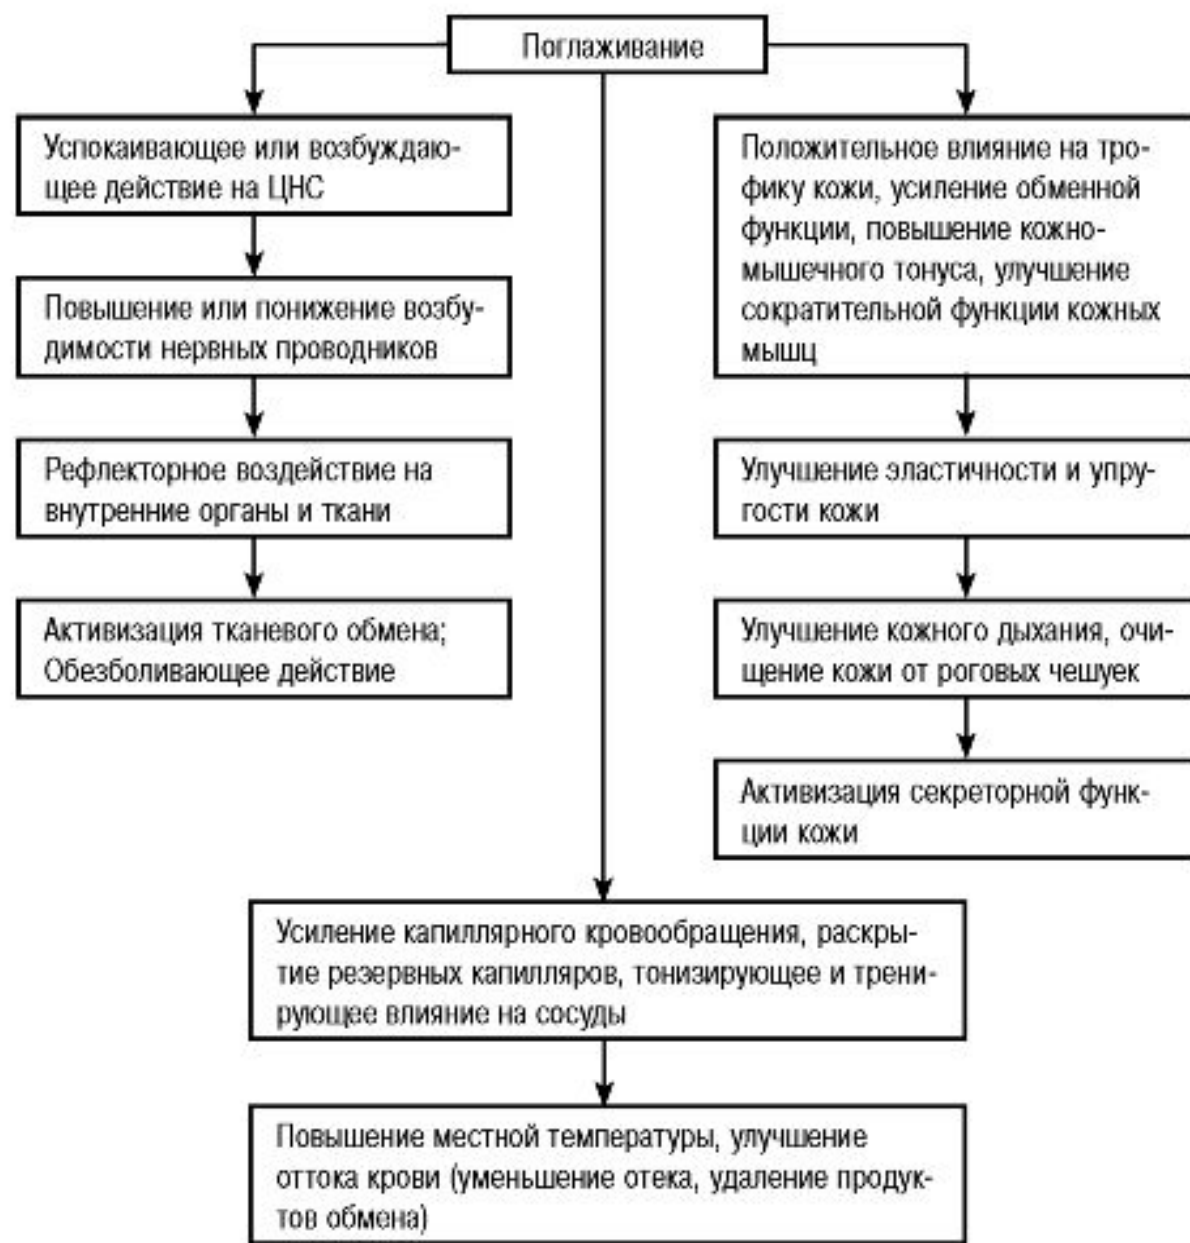 Поглаживание
Успокаивающее или возбуждаю-
щее действие на ЦНС
Повышение или понижение возбу-
димости нервных проводников
Рефлекторное воздействие на
внутренние органы и ткани
Активизация тканевого обмена;
Обезболивающее действие
Положительное влияние на тро-
фику кожи, усиление обменной
функции, повышение кожно-
мышечного тонуса, улучшение
сократительной функции кожных
мышц
Улучшение эластичности и упру-
гости кожи
Улучшение кожного дыхания, очи-
щение кожи от роговых чешуек
Активизация секреторной функ-
ции кожи
Усиление капиллярного кровообращения, раскры-
тие резервных капилляров, тонизирующее и трени-
рующее влияние на сосуды
Повышение местной температуры, улучшение
оттока крови (уменьшение отека, удаление продук-
тов обмена)